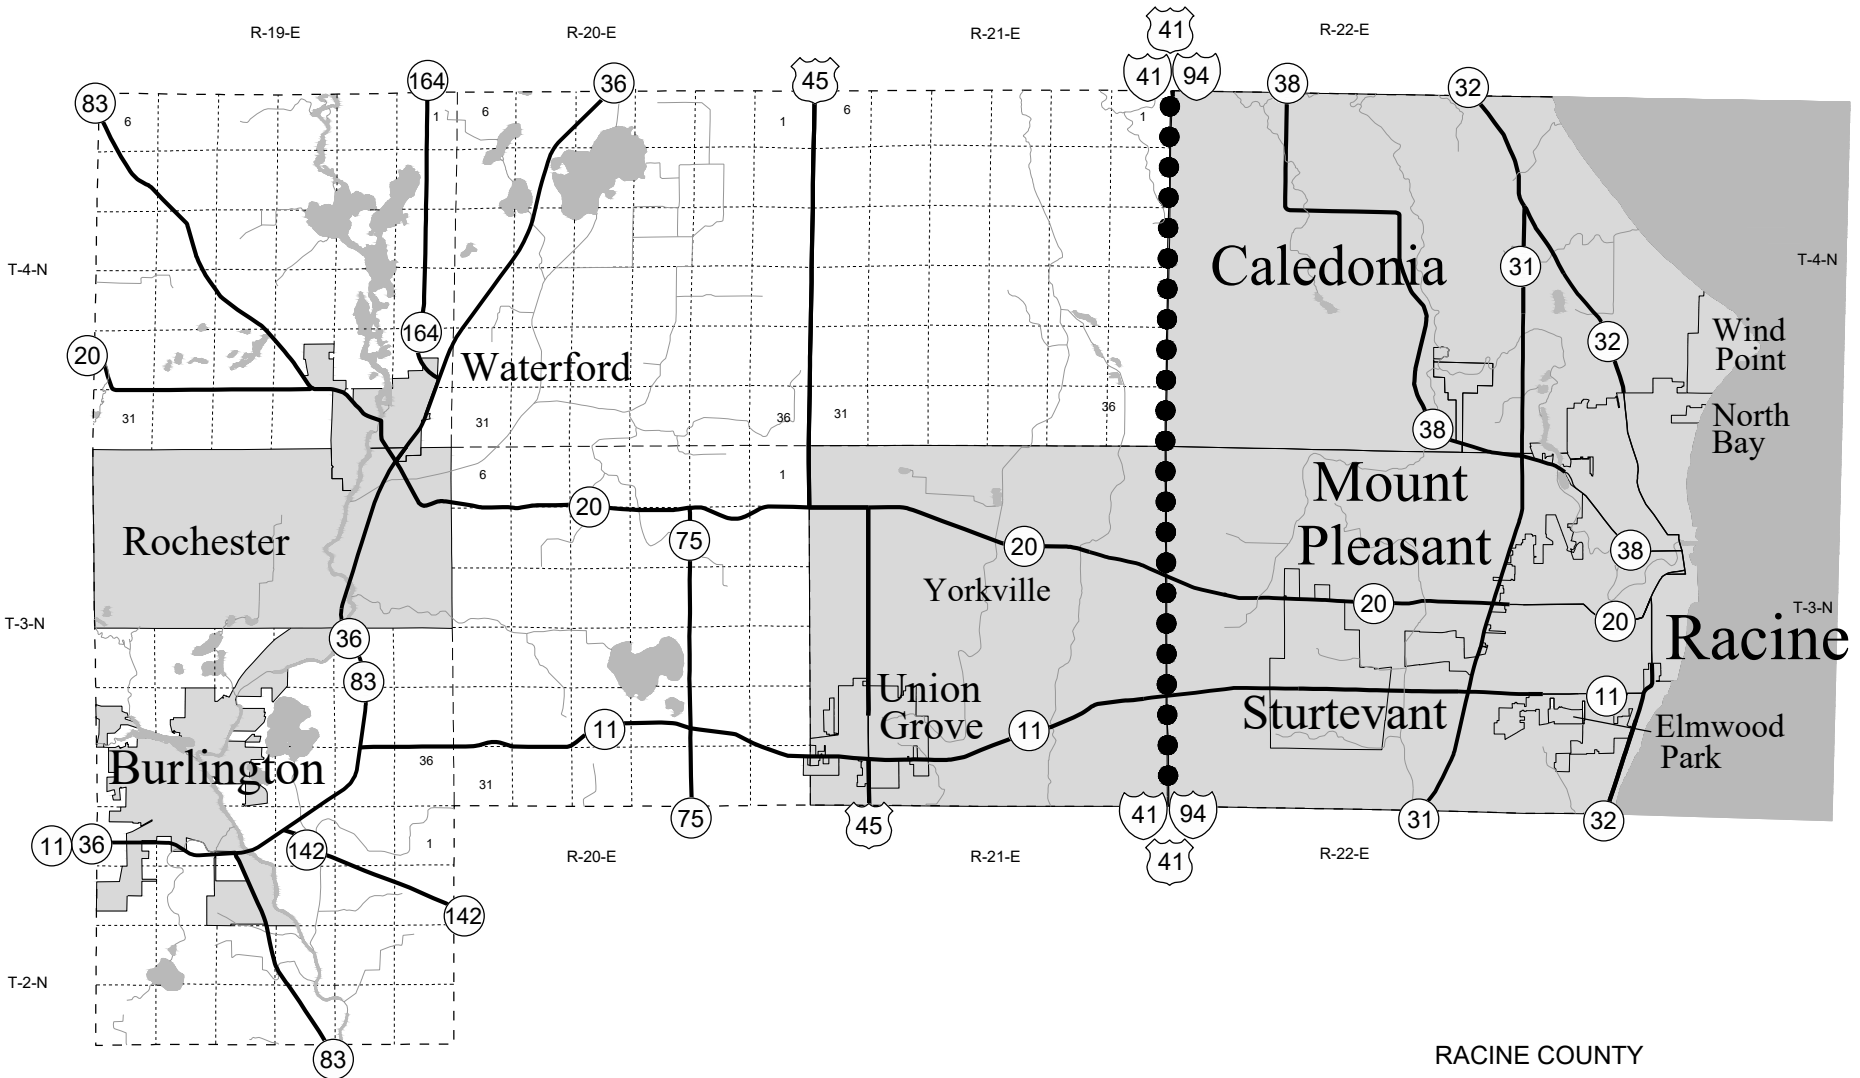 R-19-E
R-20-E
R-21-E
R-22-E
41
41
94
164
36
45
38
32
83
6
1
6
1
6
1
T-4-N
Caledonia
31
T-4-N
164
20
Waterford
32
Wind
Point
31
31
36
31
36
38
North
Bay
6
1
Mount
Pleasant
20
75
20
38
Rochester
Yorkville
20
20
T-3-N
T-3-N
36
Racine
83
Union
Grove
11
11
Sturtevant
11
Elmwood
Park
Burlington
36
31
11
36
142
1
75
45
41
94
41
31
32
R-20-E
R-21-E
R-22-E
142
T-2-N
83
RACINE COUNTY